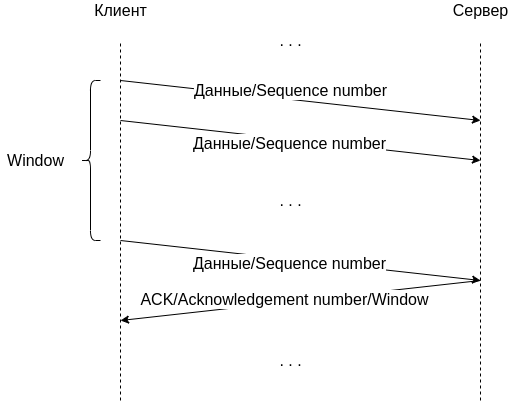 Клиент
Сервер
. . .
Данные/Sequence number
Данные/Sequence number
Window
. . .
Данные/Sequence number
ACK/Acknowledgement number/Window
. . .